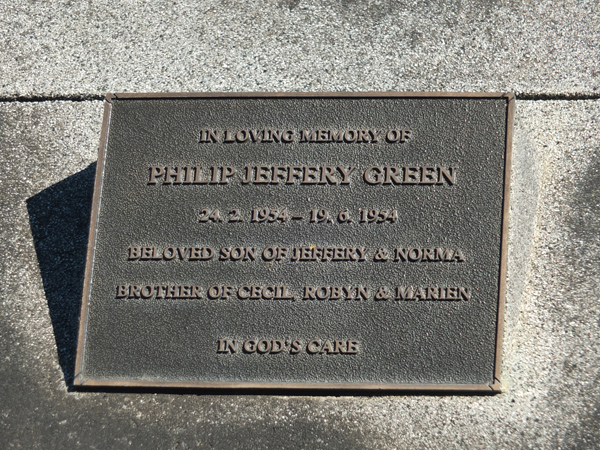 IN LOVING MEMORY OF
PHILIP JEFFERY GREEN
24. 2. 1954 – 19. 6. 1954
BELOVED SON OF JEFFERY & NORMA
BROTHER OF CECIL, ROBYN & MARIEN
IN GOD'S CARE